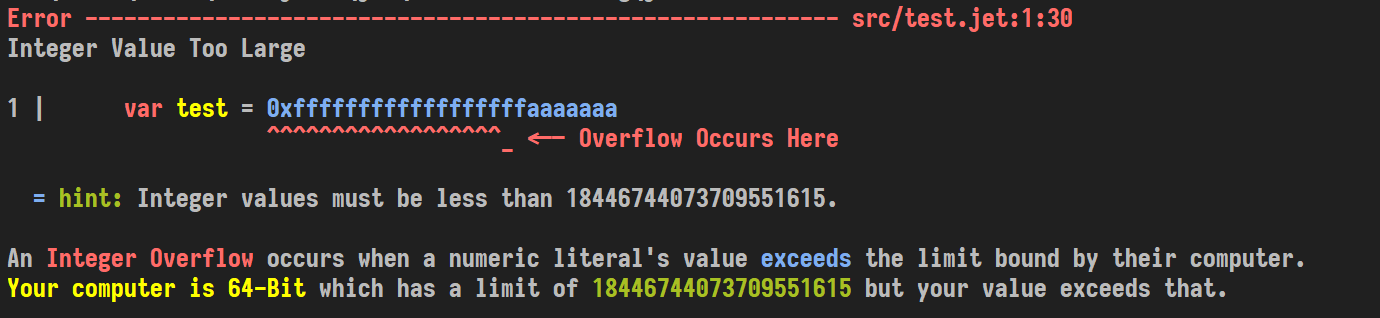 Error ---------------------------------------------------------- src/test.jet:1:30
Integer Value Too Large
1 | var test = 0xffffffffffffffffffaaaaaaa
^^^^^^^^^^^^^^^^^^_ <-- Overflow Occurs Here
= hint: Integer values must be less than 18446744073709551615.
An Integer Overflow occurs when a numeric literal's value exceeds the limit bound by their computer.
Your computer is 64-Bit which has a limit of 18446744073709551615 but your value exceeds that.